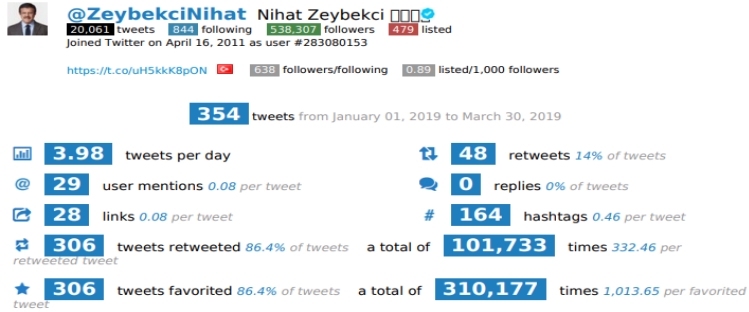 @ZeybekciNihat Nihat Zeybekci
20,061 tweets 844 following 538,307 followers 479 listed
Joined Twitter on April 16, 2011 as user #283080153
https://t.co/uH5kkK8pON 638 followers/following 0.89 listed/1,000 followers
354 tweets from January 01, 2019 to March 30, 2019
3.98 tweets per day
48 retweets 14% of tweets
@ 29 user mentions 0.08 per tweet
0 replies 0% of tweets
28 links 0.08 per tweet
# 164 hashtags 0.46 per tweet
306 tweets retweeted 86.4% of tweets a total of 101,733 times 332.46 per
retweeted tweet
306 tweets favorited 86.4% of tweets a total of 310,177 times 1,013.65 per favorited
tweet